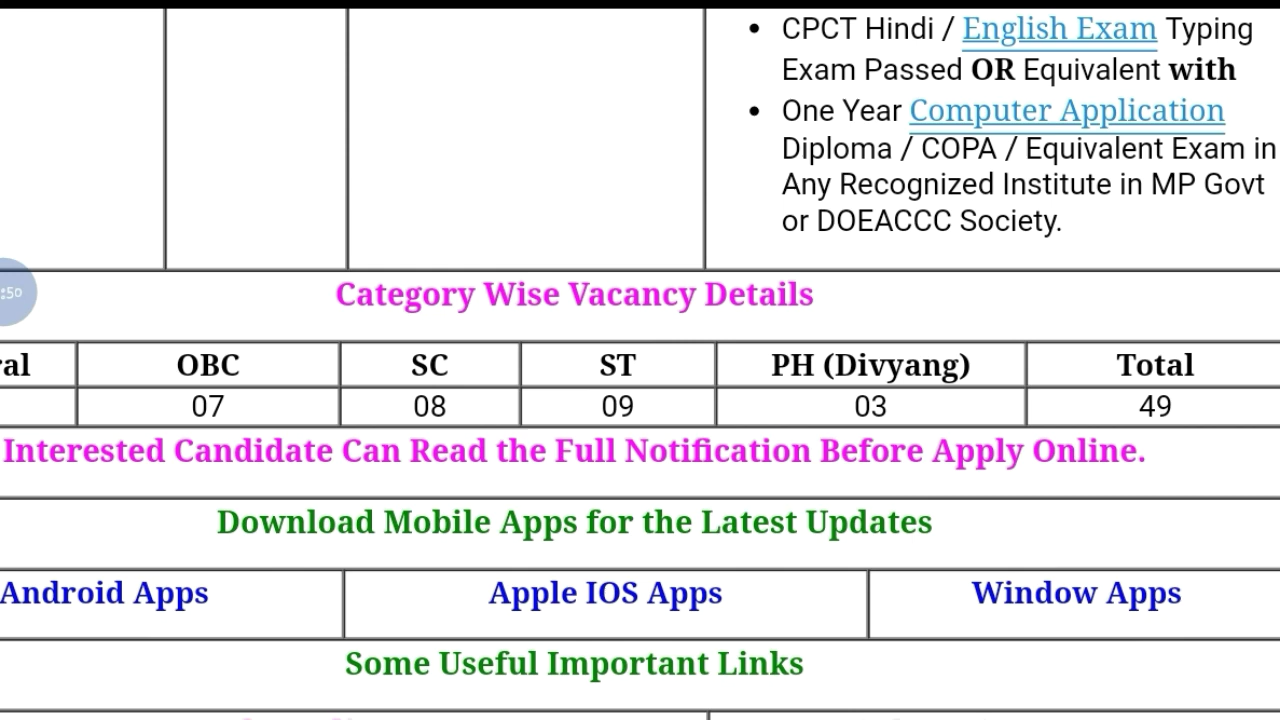 CPCT Hindi / English Exam Typing
Exam Passed OR Equivalent with
One Year Computer Application
Diploma / COPA / Equivalent Exam in
Any Recognized Institute in MP Govt
or DOEACCC Society.
:50
Category Wise Vacancy Details
ral OBC SC ST PH (Divyang) Total
07 08 09 03 49
Interested Candidate Can Read the Full Notification Before Apply Online.
Download Mobile Apps for the Latest Updates
Android Apps Apple IOS Apps Window Apps
Some Useful Important Links